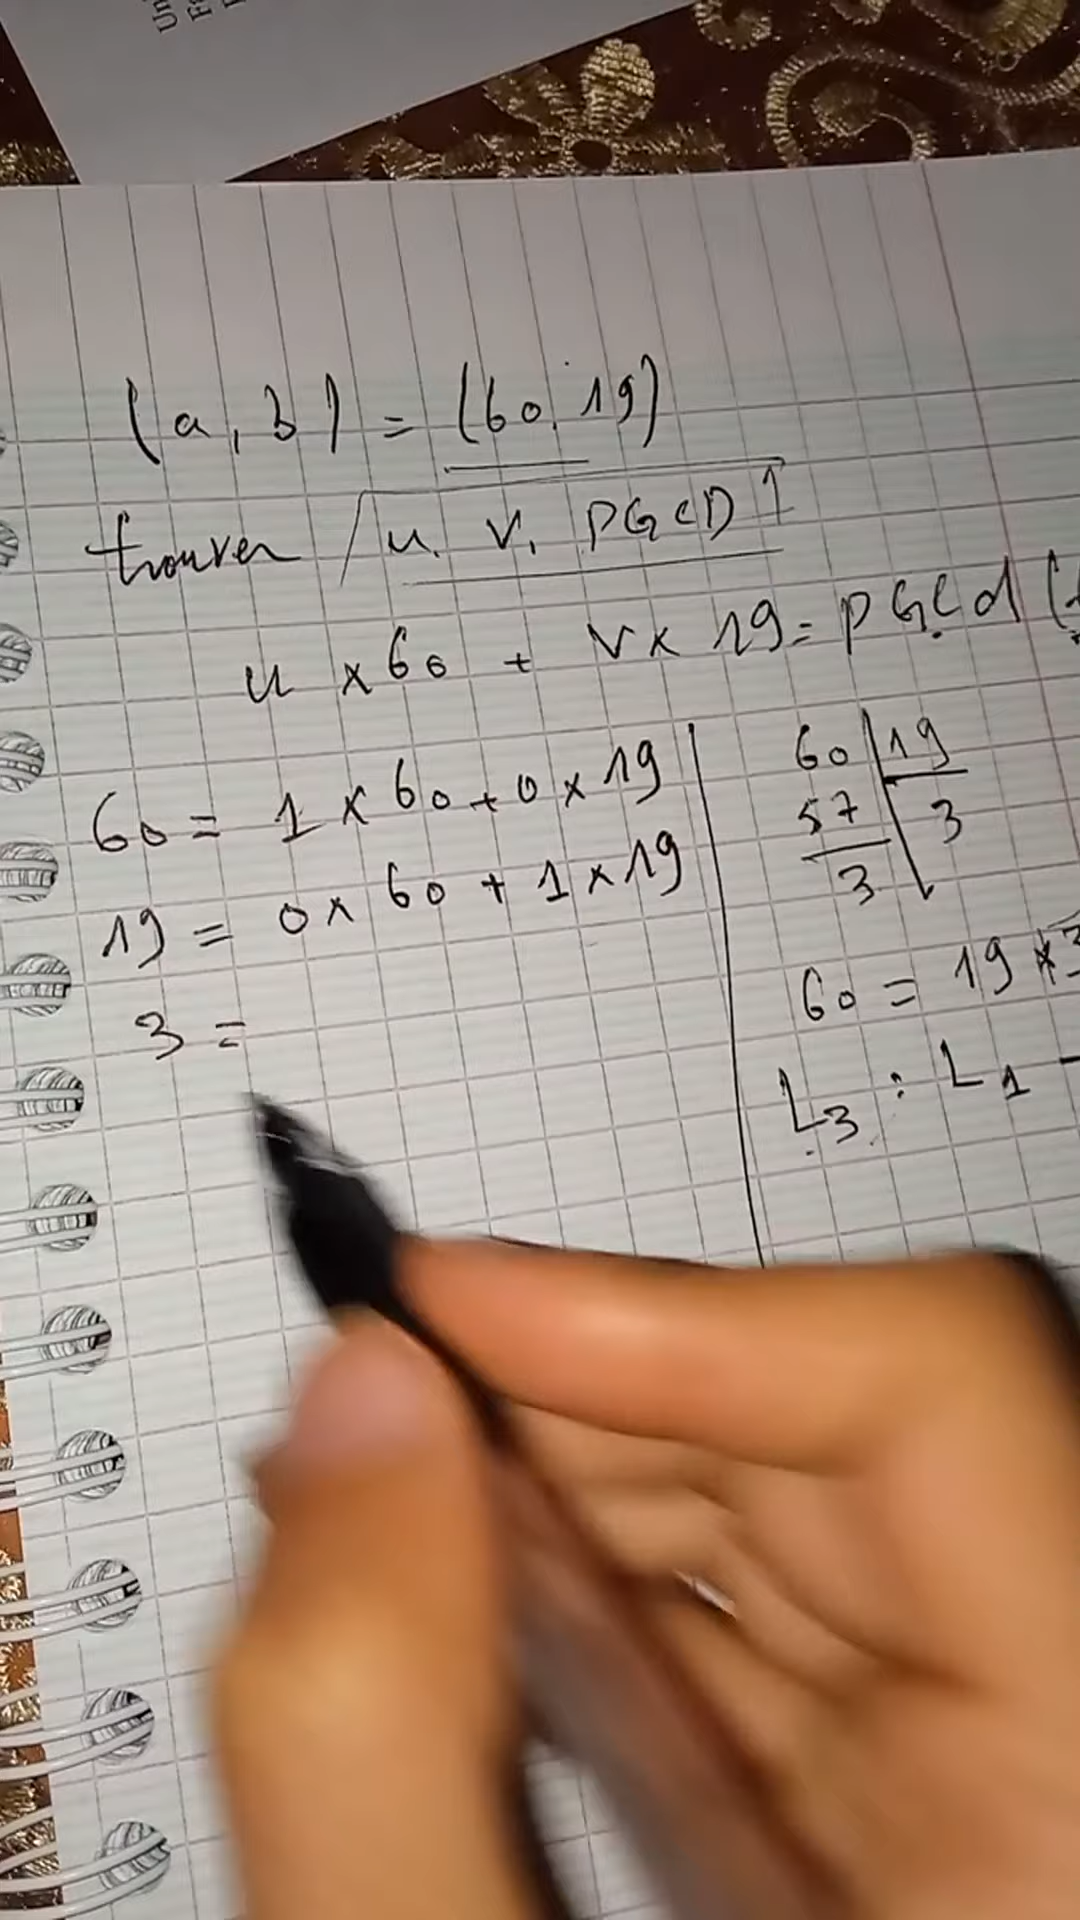 (a, b) = (60, 19)
trouver u, v, PGCD
u × 60 + v × 19 = PGCd (
60 = 1 × 60 + 0 × 19
19 = 0 × 60 + 1 × 19
3 =
60 19
57 3
3
60 = 19 × 3
L3 : L1 -